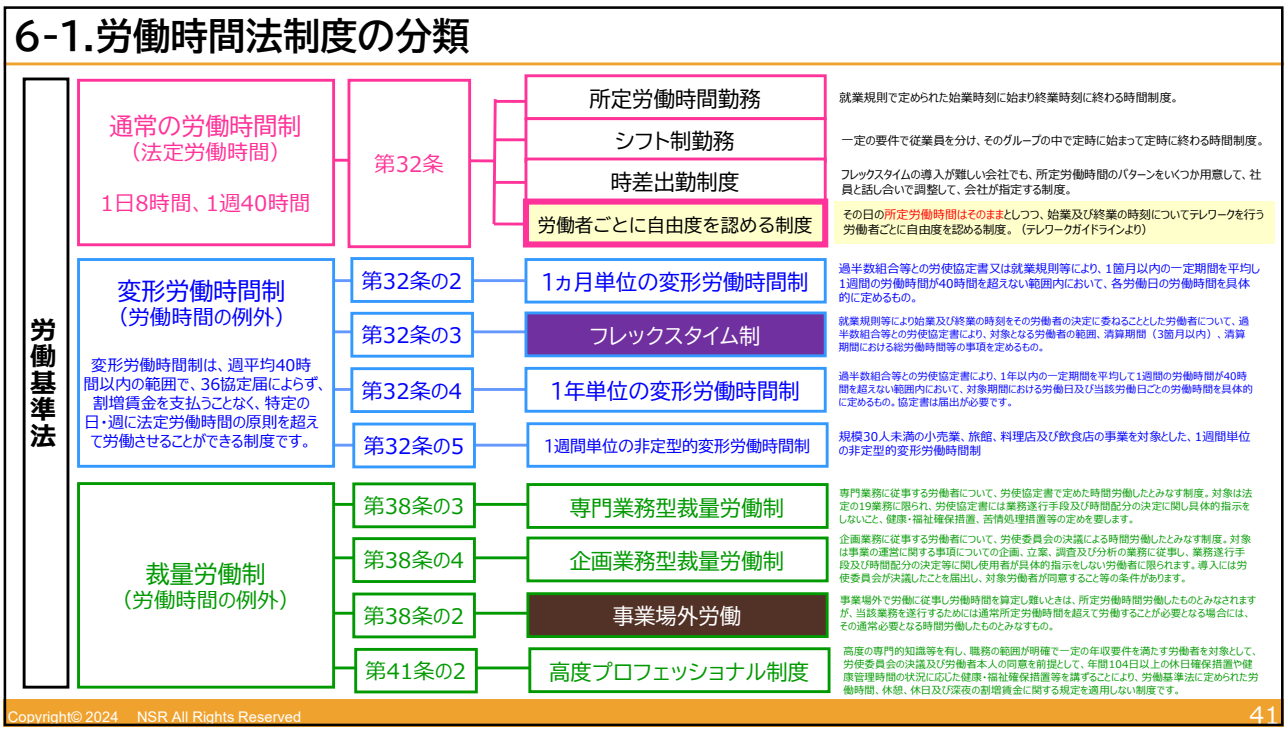 6-1.労働時間法制度の分類
労働基準法
通常の労働時間制
（法定労働時間）
1日8時間、1週40時間
第32条
所定労働時間勤務
就業規則で定められた始業時刻に始まり終業時刻に終わる時間制度。
シフト制勤務
一定の要件で従業員を分け、そのグループの中で定時に始まって定時に終わる時間制度。
時差出勤制度
フレックスタイムの導入が難しい会社でも、所定労働時間のパターンをいくつか用意して、社
員と話し合いで調整して、会社が指定する制度。
労働者ごとに自由度を認める制度
その日の所定労働時間はそのままとしつつ、始業及び終業の時刻についてテレワークを行う
労働者ごとに自由度を認める制度。（テレワークガイドラインより）
変形労働時間制
（労働時間の例外）
変形労働時間制は、週平均40時
間以内の範囲で、36協定届によらず、
割増賃金を支払うことなく、特定の
日・週に法定労働時間の原則を超え
て労働させることができる制度です。
第32条の2
1ヵ月単位の変形労働時間制
過半数組合等との労使協定書又は就業規則等により、1箇月以内の一定期間を平均し
1週間の労働時間が40時間を超えない範囲内において、各労働日の労働時間を具体
的に定めるもの。
第32条の3
フレックスタイム制
就業規則等により始業及び終業の時刻をその労働者の決定に委ねることとした労働者について、過
半数組合等との労使協定書により、対象となる労働者の範囲、清算期間（3箇月以内）、清算
期間における総労働時間等の事項を定めるもの。
第32条の4
1年単位の変形労働時間制
過半数組合等との労使協定書により、1年以内の一定期間を平均して1週間の労働時間が40時
間を超えない範囲内において、対象期間における労働日及び当該労働日ごとの労働時間を具体的
に定めるもの。協定書は届出が必要です。
第32条の5
1週間単位の非定型的変形労働時間制
規模30人未満の小売業、旅館、料理店及び飲食店の事業を対象とした、1週間単位
の非定型的変形労働時間制
裁量労働制
（労働時間の例外）
第38条の3
専門業務型裁量労働制
専門業務に従事する労働者について、労使協定書で定めた時間労働したとみなす制度。対象は法
定の19業務に限られ、労使協定書には業務遂行手段及び時間配分の決定に関し具体的指示を
しないこと、健康・福祉確保措置、苦情処理措置等の定めを要します。
第38条の4
企画業務型裁量労働制
企画業務に従事する労働者について、労使委員会の決議による時間労働したとみなす制度。対象
は事業の運営に関する事項についての企画、立案、調査及び分析の業務に従事し、業務遂行手
段及び時間配分の決定等に関し使用者が具体的指示をしない労働者に限られます。導入には労
使委員会が決議したことを届出し、対象労働者が同意すること等の条件があります。
第38条の2
事業場外労働
事業場外で労働に従事し労働時間を算定し難いときは、所定労働時間労働したものとみなされます
が、当該業務を遂行するためには通常所定労働時間を超えて労働することが必要となる場合には、
その通常必要となる時間労働したものとみなすもの。
第41条の2
高度プロフェッショナル制度
高度の専門的知識等を有し、職務の範囲が明確で一定の年収要件を満たす労働者を対象として、
労使委員会の決議及び労働者本人の同意を前提として、年間104日以上の休日確保措置や健
康管理時間の状況に応じた健康・福祉確保措置等を講ずることにより、労働基準法に定められた労
働時間、休憩、休日及び深夜の割増賃金に関する規定を適用しない制度です。
Copyright© 2024 NSR All Rights Reserved
41